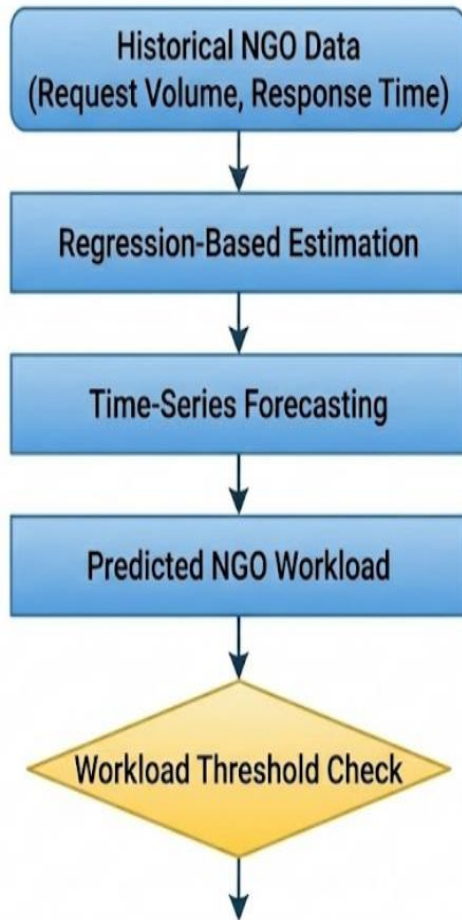 Historical NGO Data
(Request Volume, Response Time)
Regression-Based Estimation
Time-Series Forecasting
Predicted NGO Workload
Workload Threshold Check